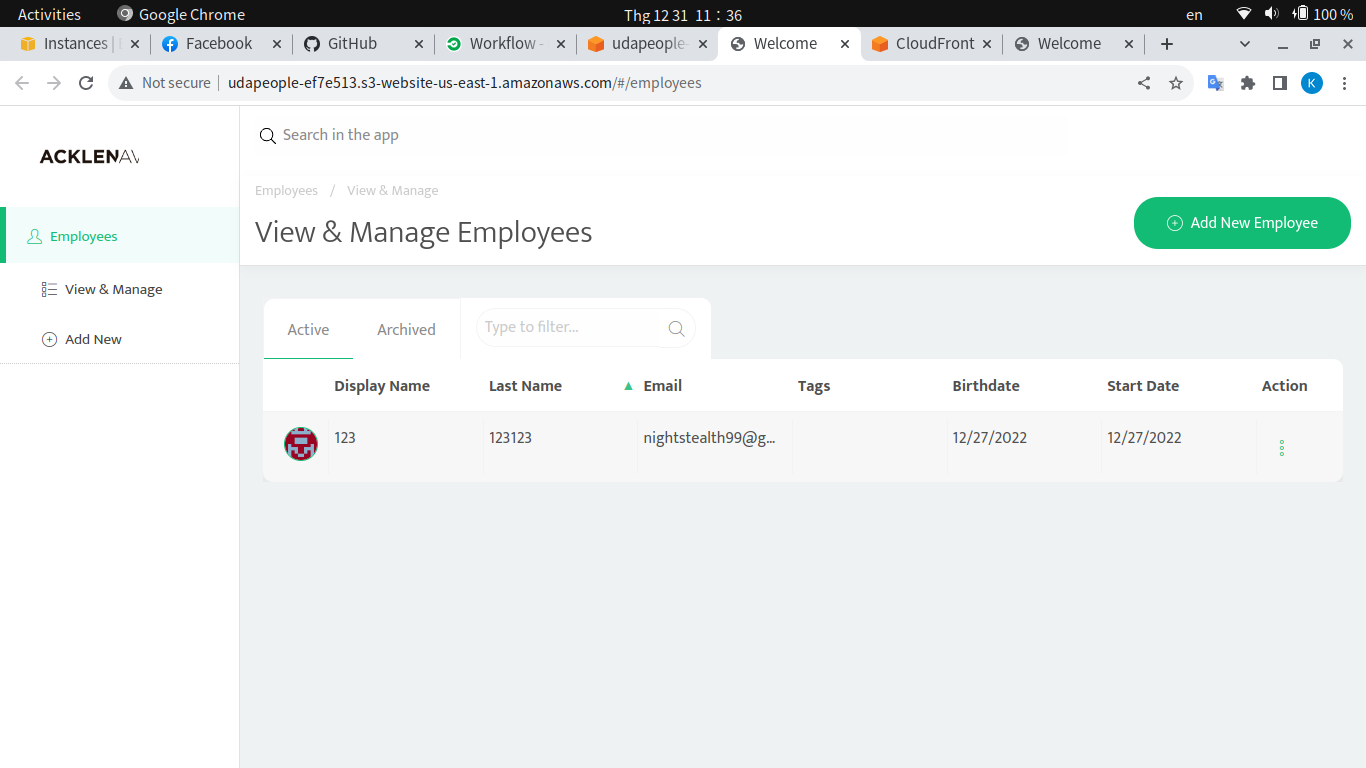 Activities Google Chrome Thg 12 31 11 : 36 en 100 %
Instances | Facebook GitHub Workflow - udapeople- Welcome CloudFront Welcome
Not secure udapeople-ef7e513.s3-website-us-east-1.amazonaws.com/#/employees K
ACKLENAV
Search in the app
Employees / View & Manage
View & Manage Employees
Add New Employee
Employees
View & Manage
Add New
Active Archived Type to filter...
Display Name Last Name Email Tags Birthdate Start Date Action
123 123123 nightstealth99@g... 12/27/2022 12/27/2022